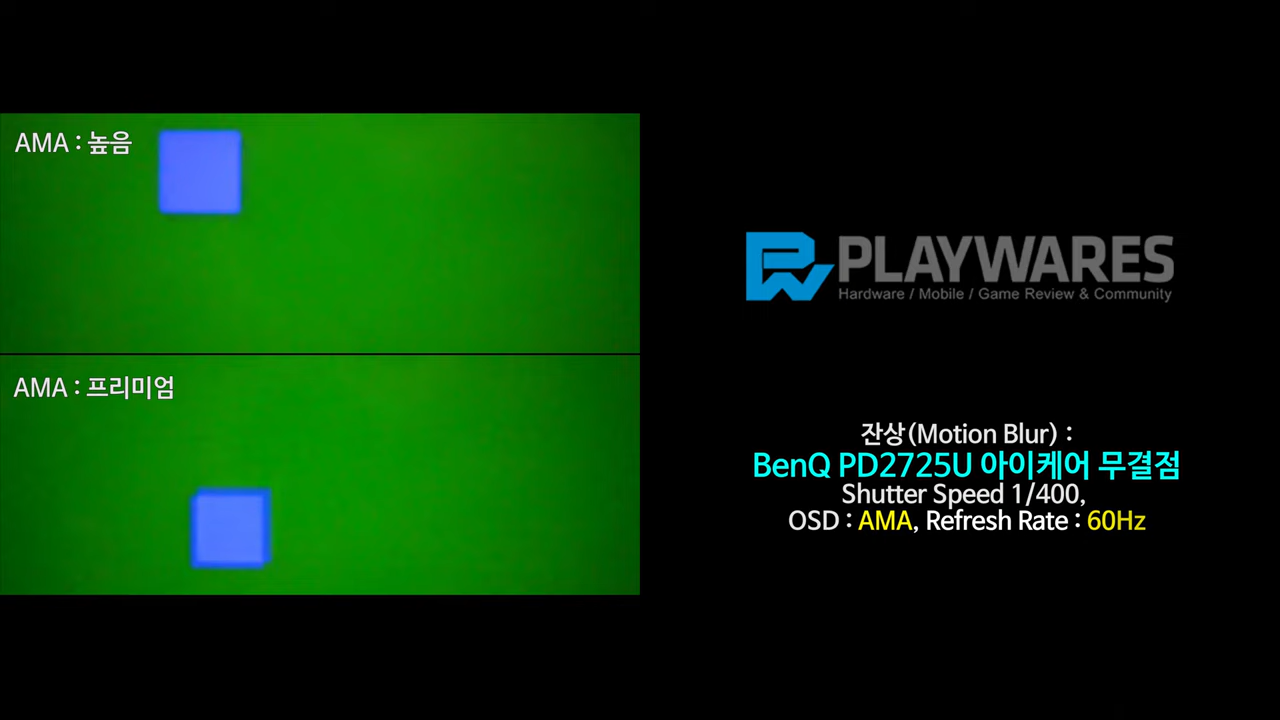 AMA : 높음
AMA : 프리미엄
PLAYWARES
Hardware / Mobile / Game Review & Community
잔상(Motion Blur) :
BenQ PD2725U 아이케어 무결점
Shutter Speed 1/400,
OSD : AMA, Refresh Rate : 60Hz